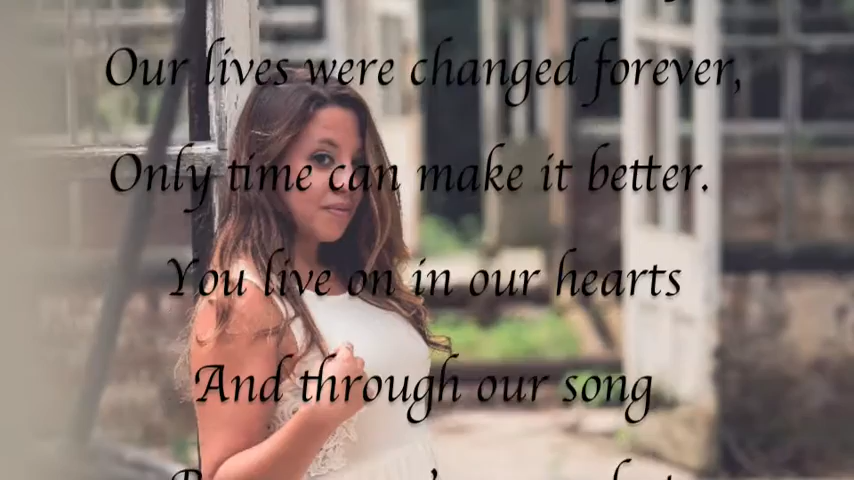 Our lives were changed forever,
Only time can make it better.
You live on in our hearts
And through our song